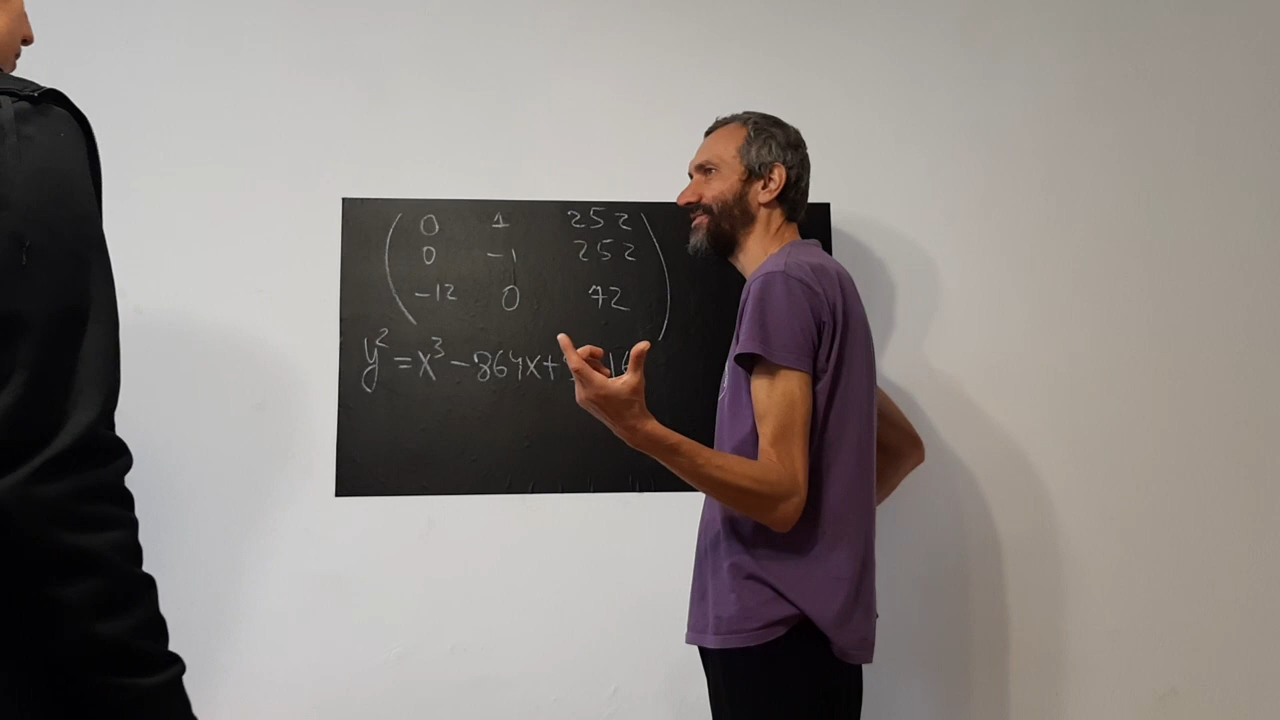 0 1 252
0 -1 252
-12 0 72
y² = x³ - 864x +